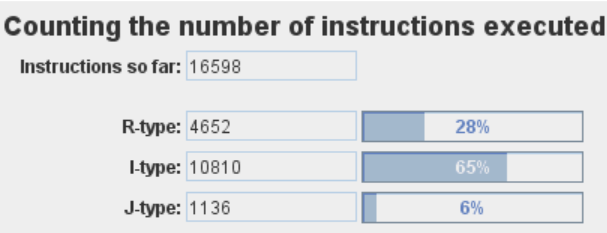 Counting the number of instructions executed
Instructions so far: 16598
R-type: 4652 28%
I-type: 10810 65%
J-type: 1136 6%